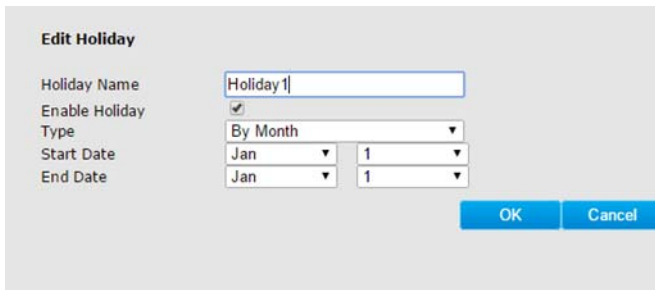 Edit Holiday
Holiday Name Holiday1
Enable Holiday
Type By Month
Start Date Jan 1
End Date Jan 1
OK Cancel